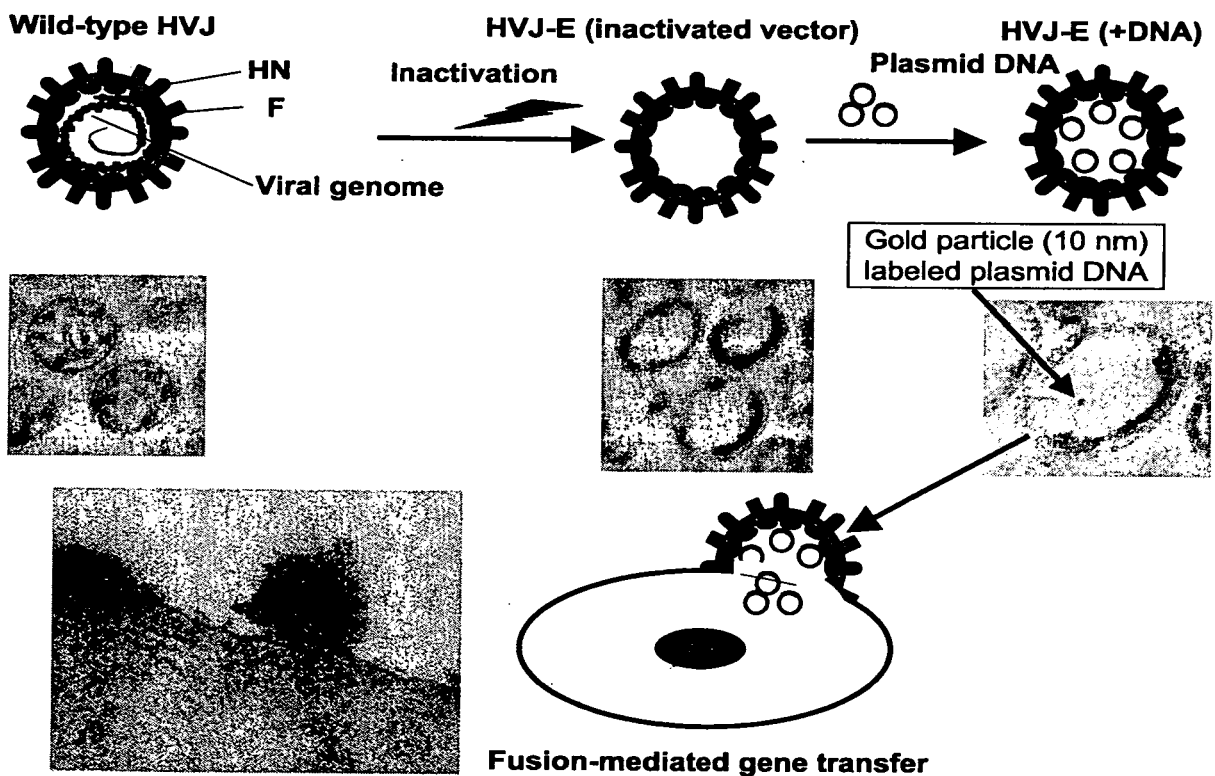 Wild-type HVJ
HVJ-E (inactivated vector)
HVJ-E (+DNA)
HN
F
Viral genome
Inactivation
Plasmid DNA
Gold particle (10 nm)
labeled plasmid DNA
Fusion-mediated gene transfer